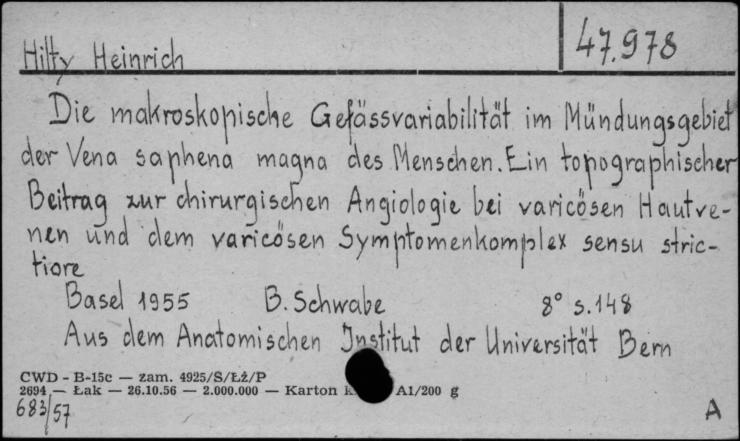 Hilty Heinrich
47.978
Die makroskopische Gefässvariabilität im Mündungsgebiet
der Vena saphena magna des Menschen. Ein topographischer
Beitrag zur chirurgischen Angiologie bei varicösen Hautve-
nen und dem varicösen Symptomenkomplex sensu stric-
tiore
Basel 1955 B. Schwabe 8° s. 148
Aus dem Anatomischen Institut der Universität Bern
CWD - B-15c — zam. 4925/S/ŁŻ/P
2694 — Łak — 26.10.56 — 2.000.000 — Karton A1/200 g
683/57
A